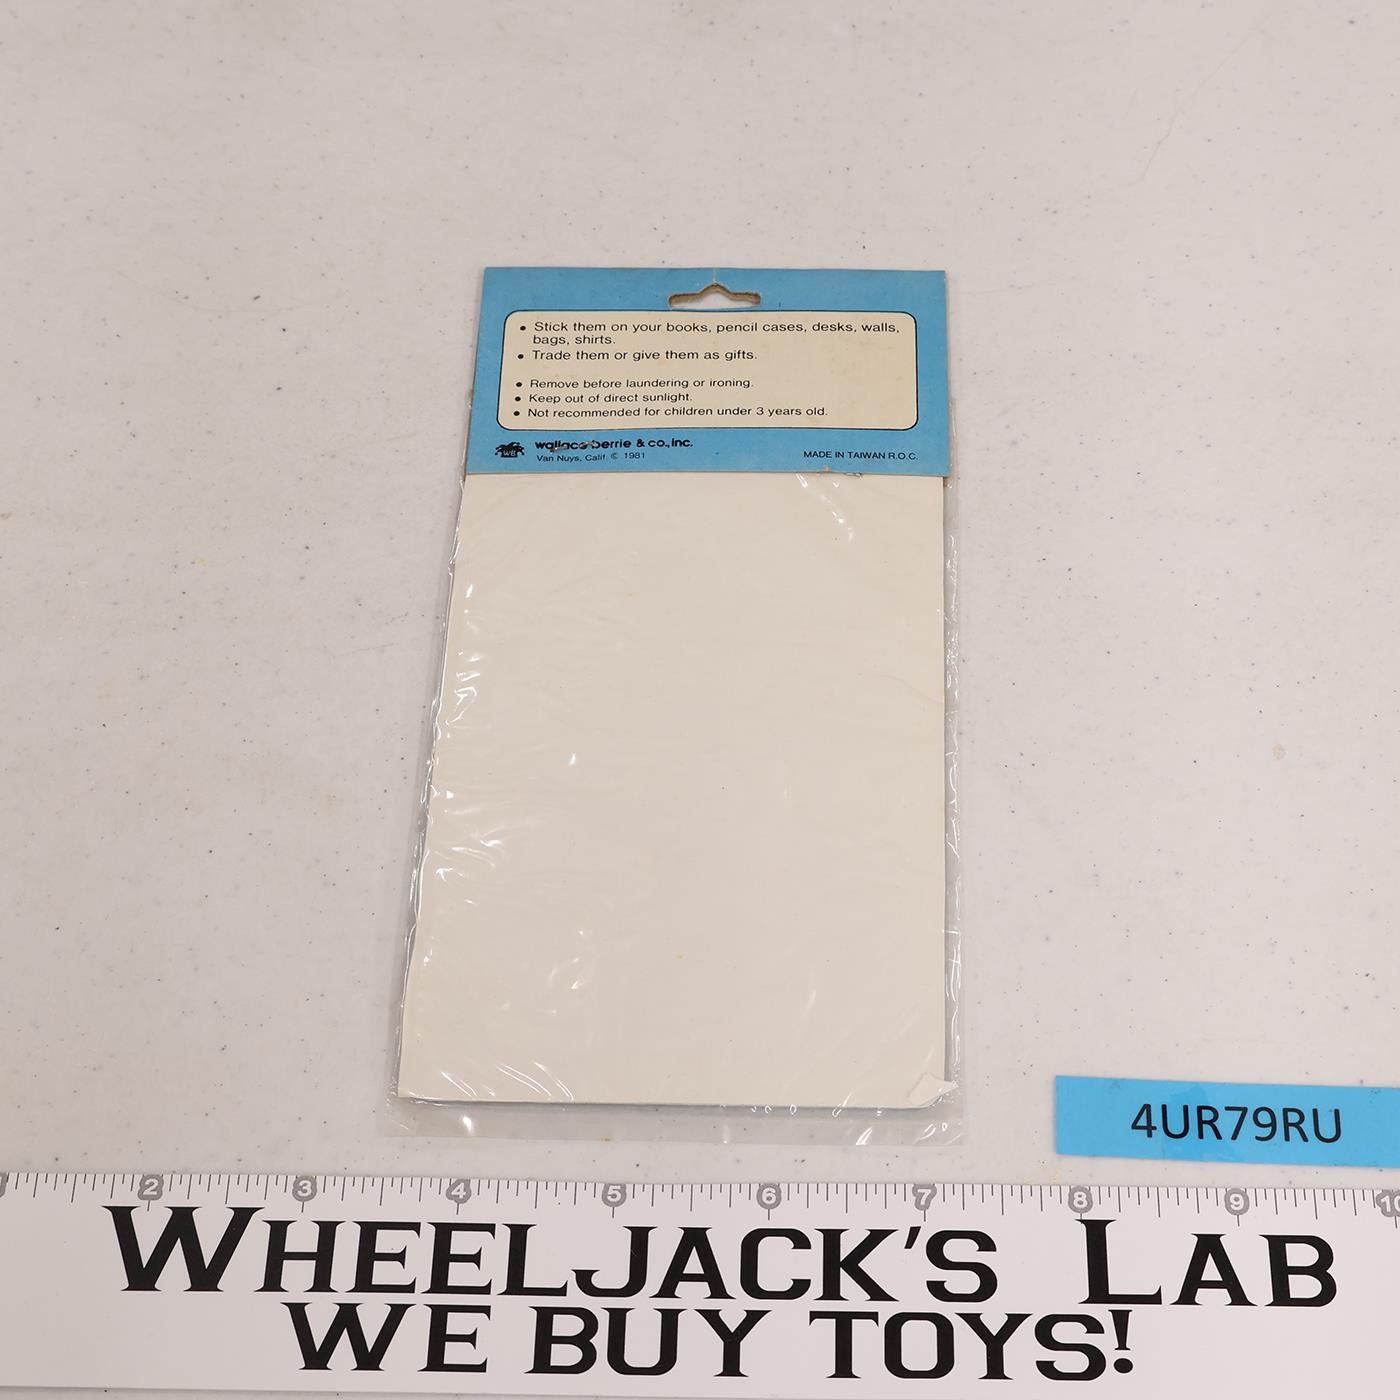 • Stick them on your books, pencil cases, desks, walls,
bags, shirts.
• Trade them or give them as gifts.
• Remove before laundering or ironing.
• Keep out of direct sunlight.
• Not recommended for children under 3 years old.
WB wallace berrie & co., inc.
Van Nuys, Calif. © 1981
MADE IN TAIWAN R.O.C.
4UR79RU
2 3 4 5 6 7 8 9 10
WHEELJACK'S LAB
WE BUY TOYS!